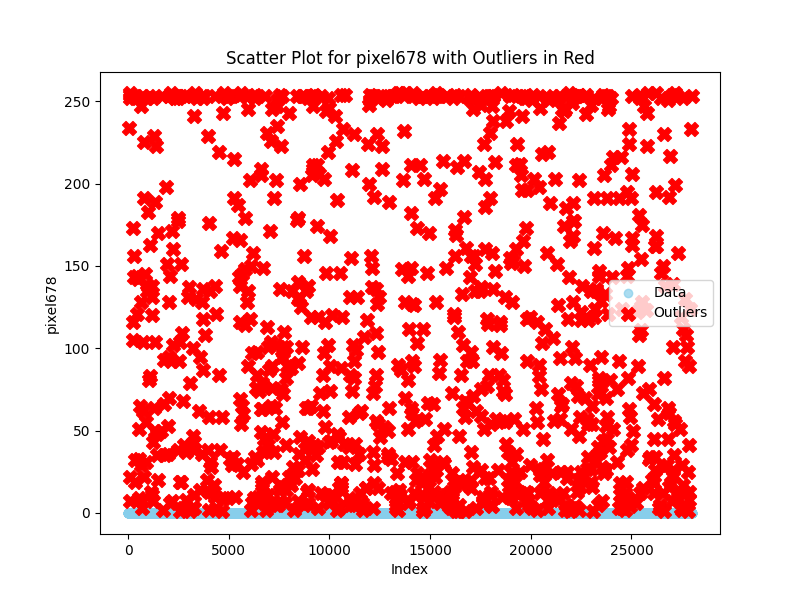 Scatter Plot for pixel678 with Outliers in Red
250
200
150
100
50
0
pixel678
Data
Outliers
0 5000 10000 15000 20000 25000
Index